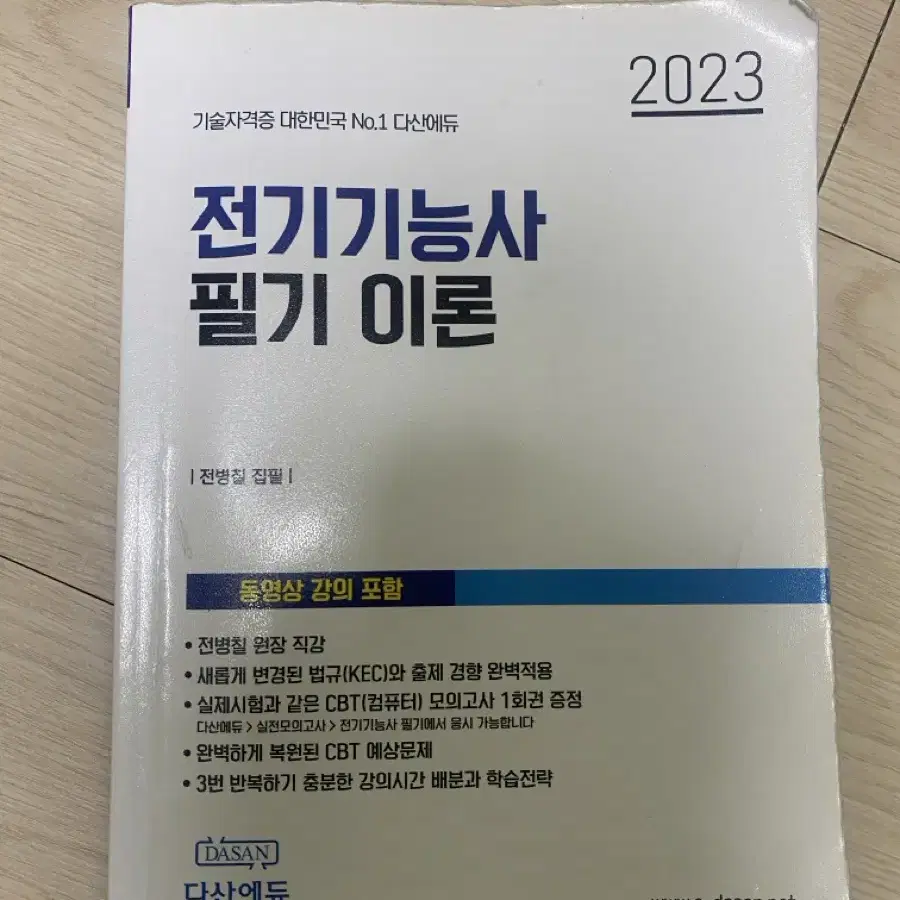 2023
기술자격증 대한민국 No.1 다산에듀
전기기능사
필기 이론
| 전병칠 집필 |
동영상 강의 포함
• 전병칠 원장 직강
• 새롭게 변경된 법규(KEC)와 출제 경향 완벽적용
• 실제시험과 같은 CBT(컴퓨터) 모의고사 1회권 증정
다산에듀 > 실전모의고사 > 전기기능사 필기에서 응시 가능합니다
• 완벽하게 복원된 CBT 예상문제
• 3번 반복하기 충분한 강의시간 배분과 학습전략
DASAN
다산에듀